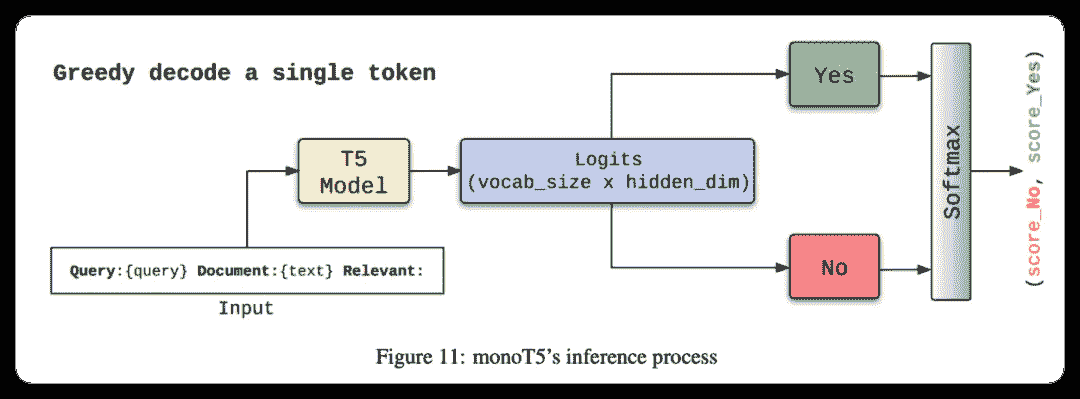 Greedy decode a single token
T5
Model
Logits
(vocab_size x hidden_dim)
Yes
No
Softmax
(score_No, score_Yes)
Query:{query} Document:{text} Relevant:
Input
Figure 11: monoT5's inference process